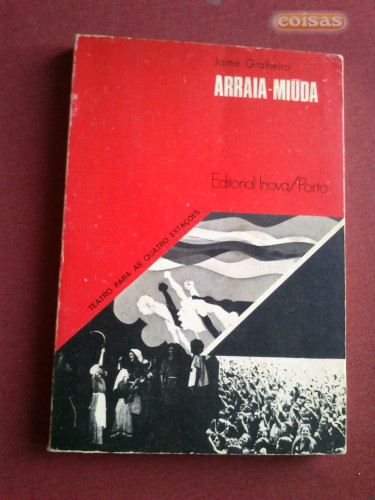 coisas
Jaime Gralheiro
ARRAIA-MIÚDA
Editorial Inova/Porto
TEATRO PARA AS QUATRO ESTAÇÕES